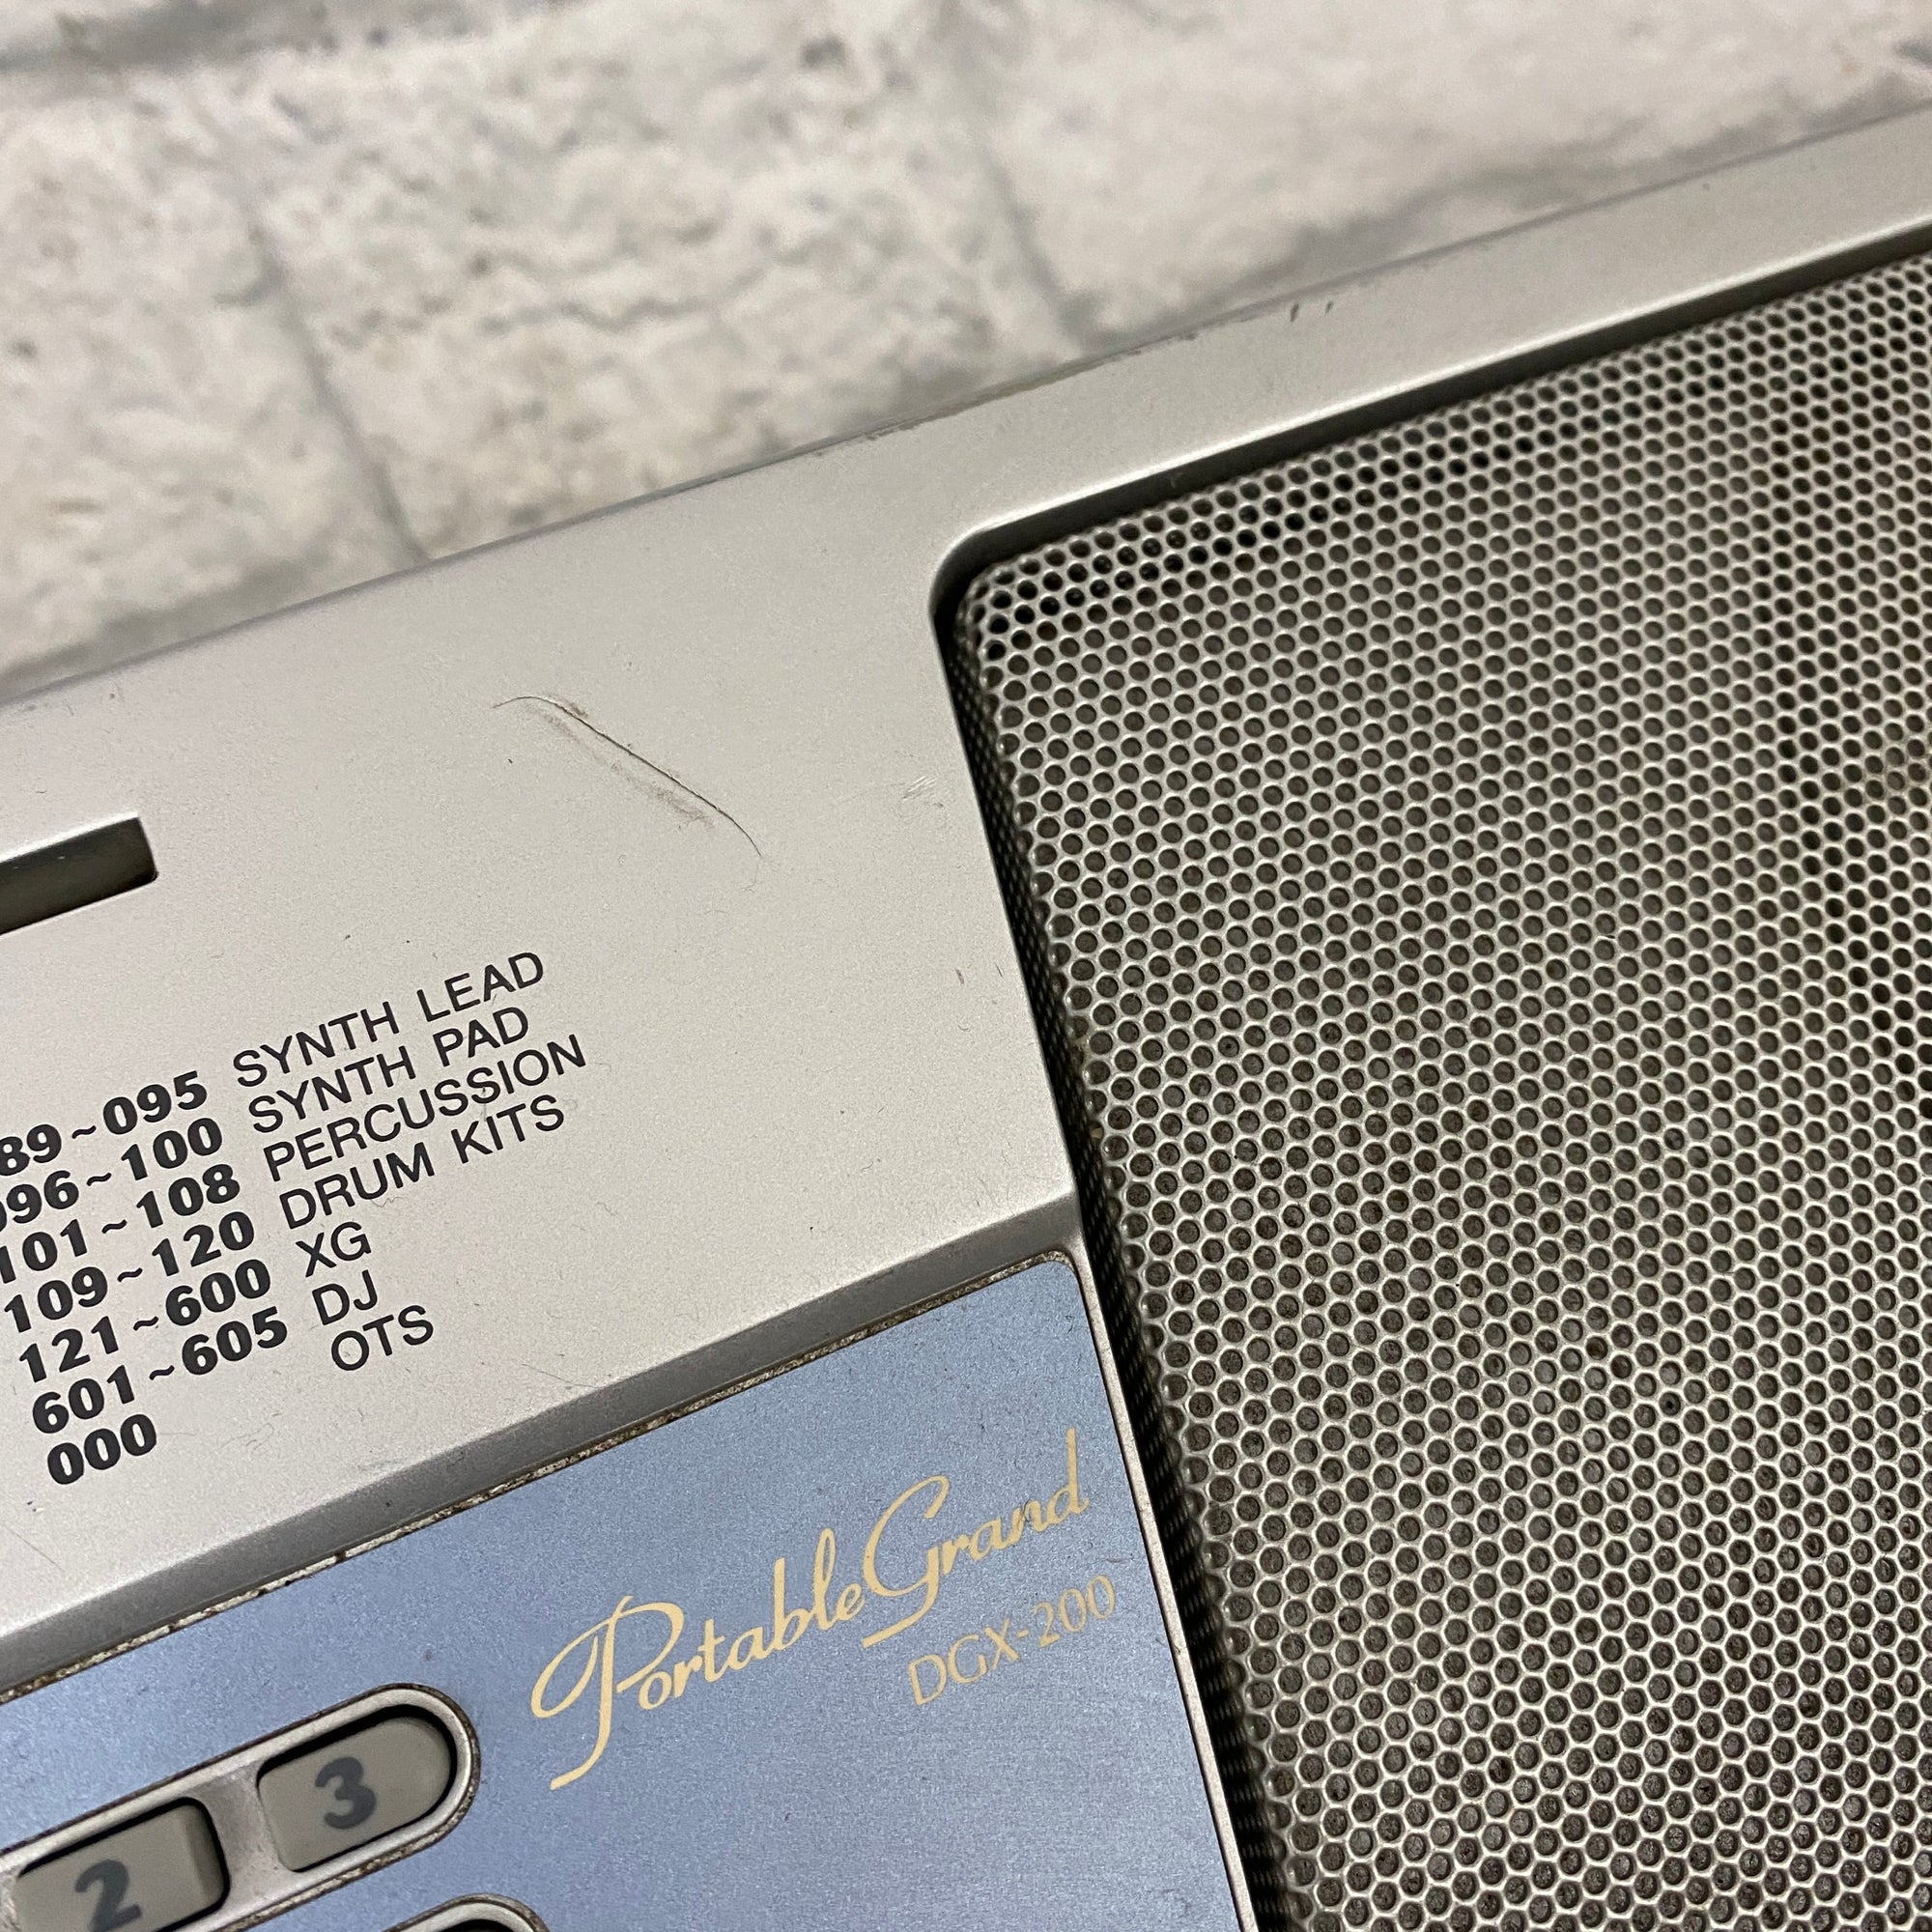 89~095 SYNTH LEAD
096~100 SYNTH PAD
101~108 PERCUSSION
109~120 DRUM KITS
121~600 XG
601~605 DJ
000 OTS
PortableGrand
DGX-200
3
2